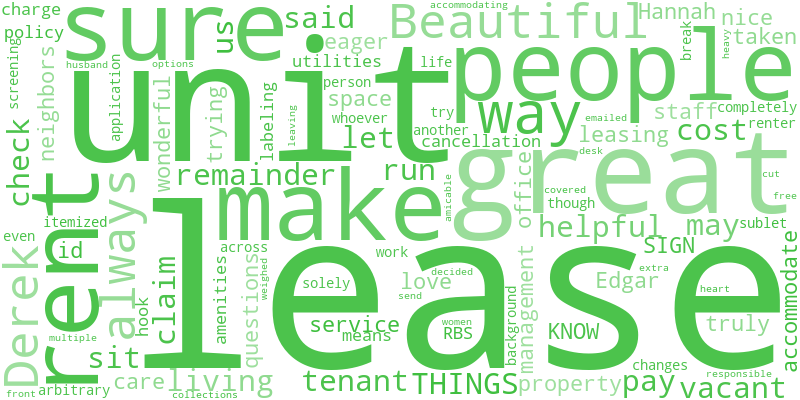 charge
policy
screening
neighbors
husband
application
wonderful
sure
options
trying
us
said
eager
utilities
leaving
labeling
person
space
whoever
life
accommodating
Beautiful
Hannah
nice
taken
break
heavy
people
unit
way
let
try
another
cancellation
emailed
staff
completely
leasing
cost
renter
check
remainder
run
make
great
amicable
office
desk
covered
though
cut
free
helpful
may
sublet
itemized
even
id
rent
always
Derek
hook
claim
across
amenities
weighed
questions
work
solely
love
decided
send
SIGN
management
extra
Edgar
heart
truly
accommodate
lease
multiple
sit
arbitrary
front
care
living
collections
service
means
women
RBS
background
KNOW
changes
responsible
tenant
THINGS
property
pay
vacant